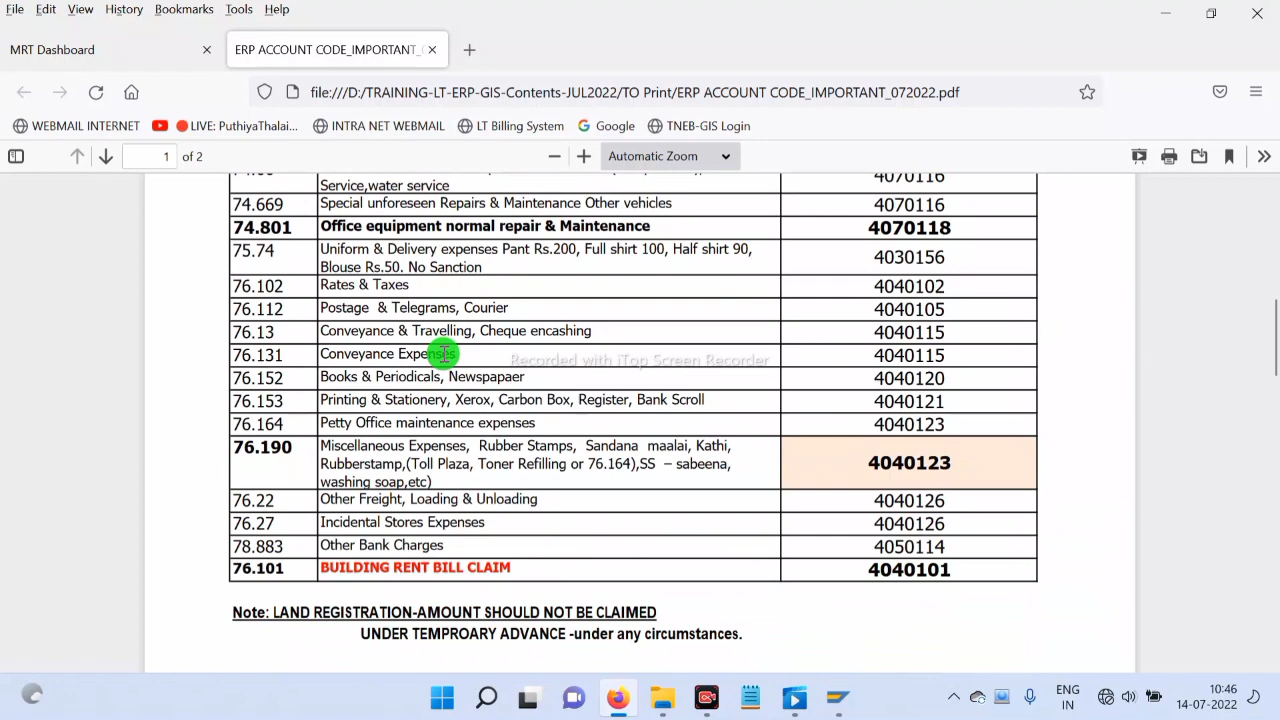 File Edit View History Bookmarks Tools Help
MRT Dashboard
ERP ACCOUNT CODE_IMPORTANT_
file:///D:/TRAINING-LT-ERP-GIS-Contents-JUL2022/TO Print/ERP ACCOUNT CODE_IMPORTANT_072022.pdf
WEBMAIL INTERNET LIVE: PuthiyaThalai... INTRA NET WEBMAIL LT Billing System Google TNEB-GIS Login
1 of 2 Automatic Zoom
Service,water service 4070116
74.669 Special unforeseen Repairs & Maintenance Other vehicles 4070116
74.801 Office equipment normal repair & Maintenance 4070118
75.74 Uniform & Delivery expenses Pant Rs.200, Full shirt 100, Half shirt 90, 4030156
Blouse Rs.50. No Sanction
76.102 Rates & Taxes 4040102
76.112 Postage & Telegrams, Courier 4040105
76.13 Conveyance & Travelling, Cheque encashing 4040115
76.131 Conveyance Expenses 4040115
Recorded with iTop Screen Recorder
76.152 Books & Periodicals, Newspapaer 4040120
76.153 Printing & Stationery, Xerox, Carbon Box, Register, Bank Scroll 4040121
76.164 Petty Office maintenance expenses 4040123
76.190 Miscellaneous Expenses, Rubber Stamps, Sandana maalai, Kathi,
Rubberstamp,(Toll Plaza, Toner Refilling or 76.164),SS – sabeena, 4040123
washing soap,etc)
76.22 Other Freight, Loading & Unloading 4040126
76.27 Incidental Stores Expenses 4040126
78.883 Other Bank Charges 4050114
76.101 BUILDING RENT BILL CLAIM 4040101
Note: LAND REGISTRATION-AMOUNT SHOULD NOT BE CLAIMED
UNDER TEMPROARY ADVANCE -under any circumstances.
ENG 10:46
IN 14-07-2022